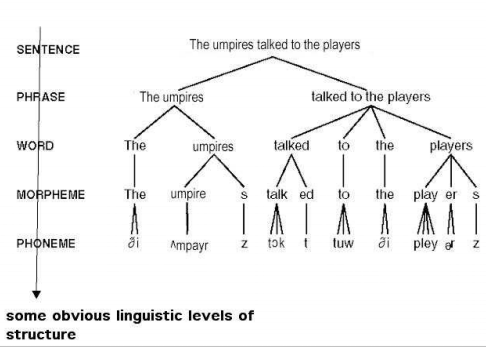 SENTENCE The umpires talked to the players
PHRASE The umpires talked to the players
WORD The umpires talked to the players
MORPHEME The umpire s talk ed to the play er s
PHONEME ði ʌmpayr z tɔk t tuw ði pley ər z
some obvious linguistic levels of
structure